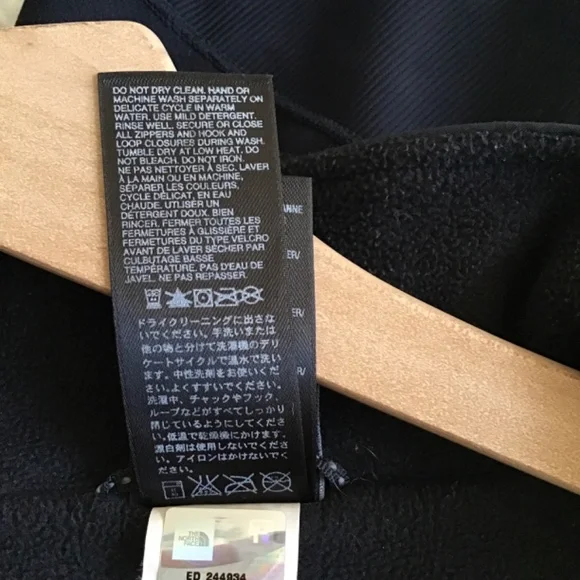 DO NOT DRY CLEAN. HAND OR
MACHINE WASH SEPARATELY ON
DELICATE CYCLE IN WARM
WATER. USE MILD DETERGENT.
RINSE WELL. SECURE OR CLOSE
ALL ZIPPERS AND HOOK AND
LOOP CLOSURES DURING WASH.
TUMBLE DRY AT LOW HEAT. DO
NOT BLEACH. DO NOT IRON.
NE PAS NETTOYER À SEC. LAVER
À LA MAIN OU EN MACHINE,
SÉPARER LES COULEURS,
CYCLE DÉLICAT, EN EAU
CHAUDE. UTILISER UN
DÉTERGENT DOUX. BIEN
RINCER. FERMER TOUTES LES
FERMETURES À GLISSIÈRE ET
FERMETURES DU TYPE VELCRO
AVANT DE LAVER SÉCHER PAR
CULBUTAGE BASSE
TEMPÉRATURE. PAS D'EAU DE
JAVEL. NE PAS REPASSER.
ドライクリーニングに出さな
いでください。手洗いまたは
他の物と分けて洗濯機のデリ
ケートサイクルで温水で洗い
ます。中性洗剤をお使いくだ
さい。よくすすいでください。
洗濯中、チャックやフック、
ループなどがすべてしっかり
閉じているようにしてくださ
い。低温で乾燥機にかけます。
漂白剤は使用しないでくださ
い。アイロンはかけないでく
ださい。
ANNE
ER/
ER/
R/
THE
NORTH
FACE
ED 244934